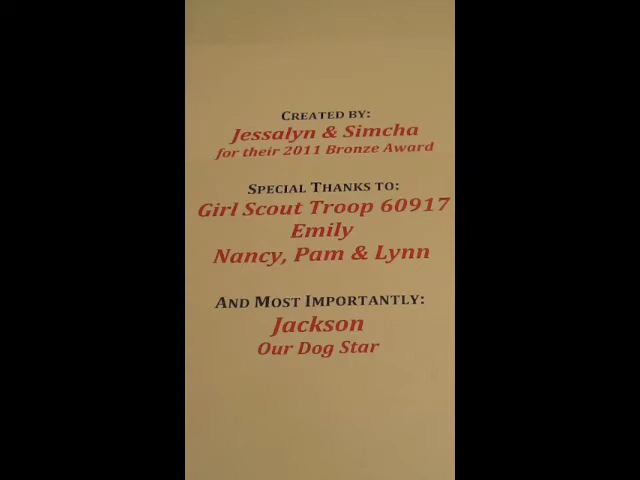 CREATED BY:
Jessalyn & Simcha
for their 2011 Bronze Award
SPECIAL THANKS TO:
Girl Scout Troop 60917
Emily
Nancy, Pam & Lynn
AND MOST IMPORTANTLY:
Jackson
Our Dog Star